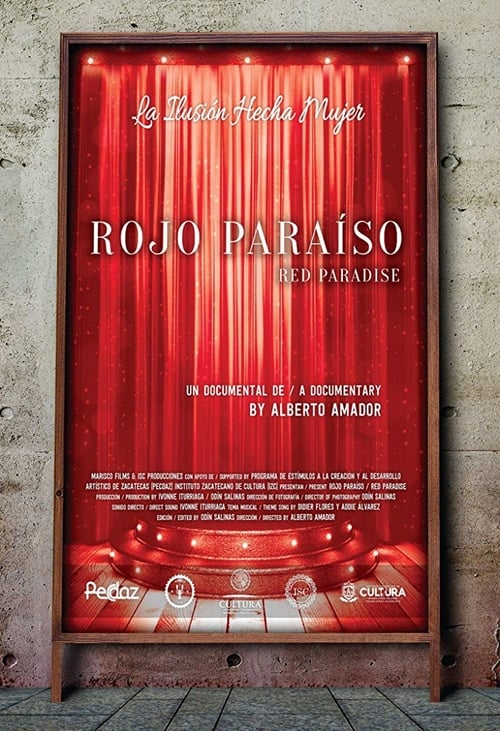 La Ilusión Hecha Mujer
ROJO PARAÍSO
RED PARADISE
UN DOCUMENTAL DE / A DOCUMENTARY
BY ALBERTO AMADOR
MARISCO FILMS & ISC PRODUCCIONES CON APOYO DE / SUPPORTED BY PROGRAMA DE ESTÍMULOS A LA CREACIÓN Y AL DESARROLLO
ARTÍSTICO DE ZACATECAS (PECDAZ) INSTITUTO ZACATECANO DE CULTURA (IZC) PRESENTAN / PRESENT ROJO PARAISO / RED PARADISE
PRODUCCIÓN / PRODUCTION BY IVONNE ITURRIAGA / ODÍN SALINAS DIRECCIÓN DE FOTOGRAFÍA / DIRECTOR OF PHOTOGRAPHY ODÍN SALINAS
SONIDO DIRECTO / DIRECT SOUND IVONNE ITURRIAGA TEMA MUSICAL / THEME SONG BY DIDIER FLORES Y ADDIE ÁLVAREZ
EDICIÓN / EDITED BY ODÍN SALINAS DIRECCIÓN / DIRECTED BY ALBERTO AMADOR
Pecdaz
CULTURA
ISC
CULTURA